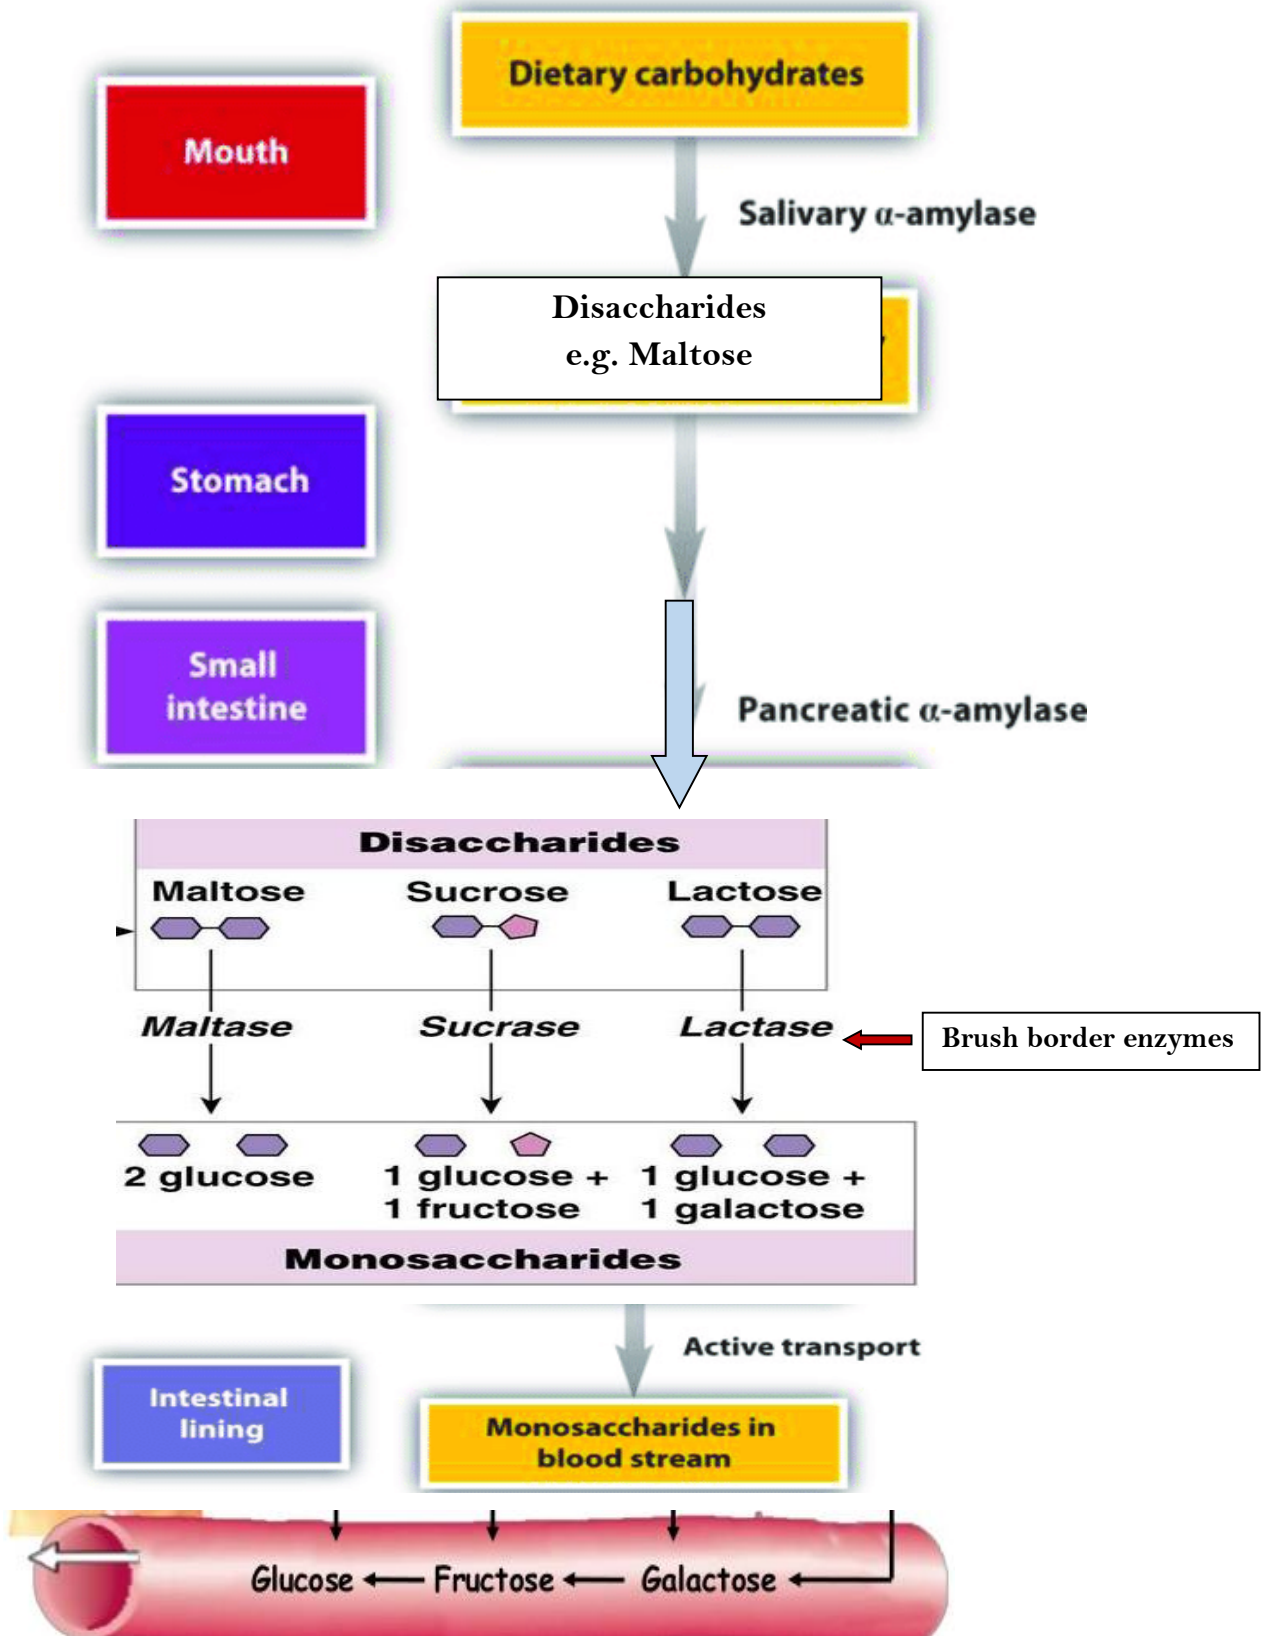 Dietary carbohydrates
Mouth
Salivary α-amylase
Disaccharides
e.g. Maltose
Stomach
Small
intestine
Pancreatic α-amylase
Disaccharides
Maltose Sucrose Lactose
Maltase Sucrase Lactase
Brush border enzymes
2 glucose
1 glucose +
1 fructose
1 glucose +
1 galactose
Monosaccharides
Active transport
Intestinal
lining
Monosaccharides in
blood stream
Glucose Fructose Galactose